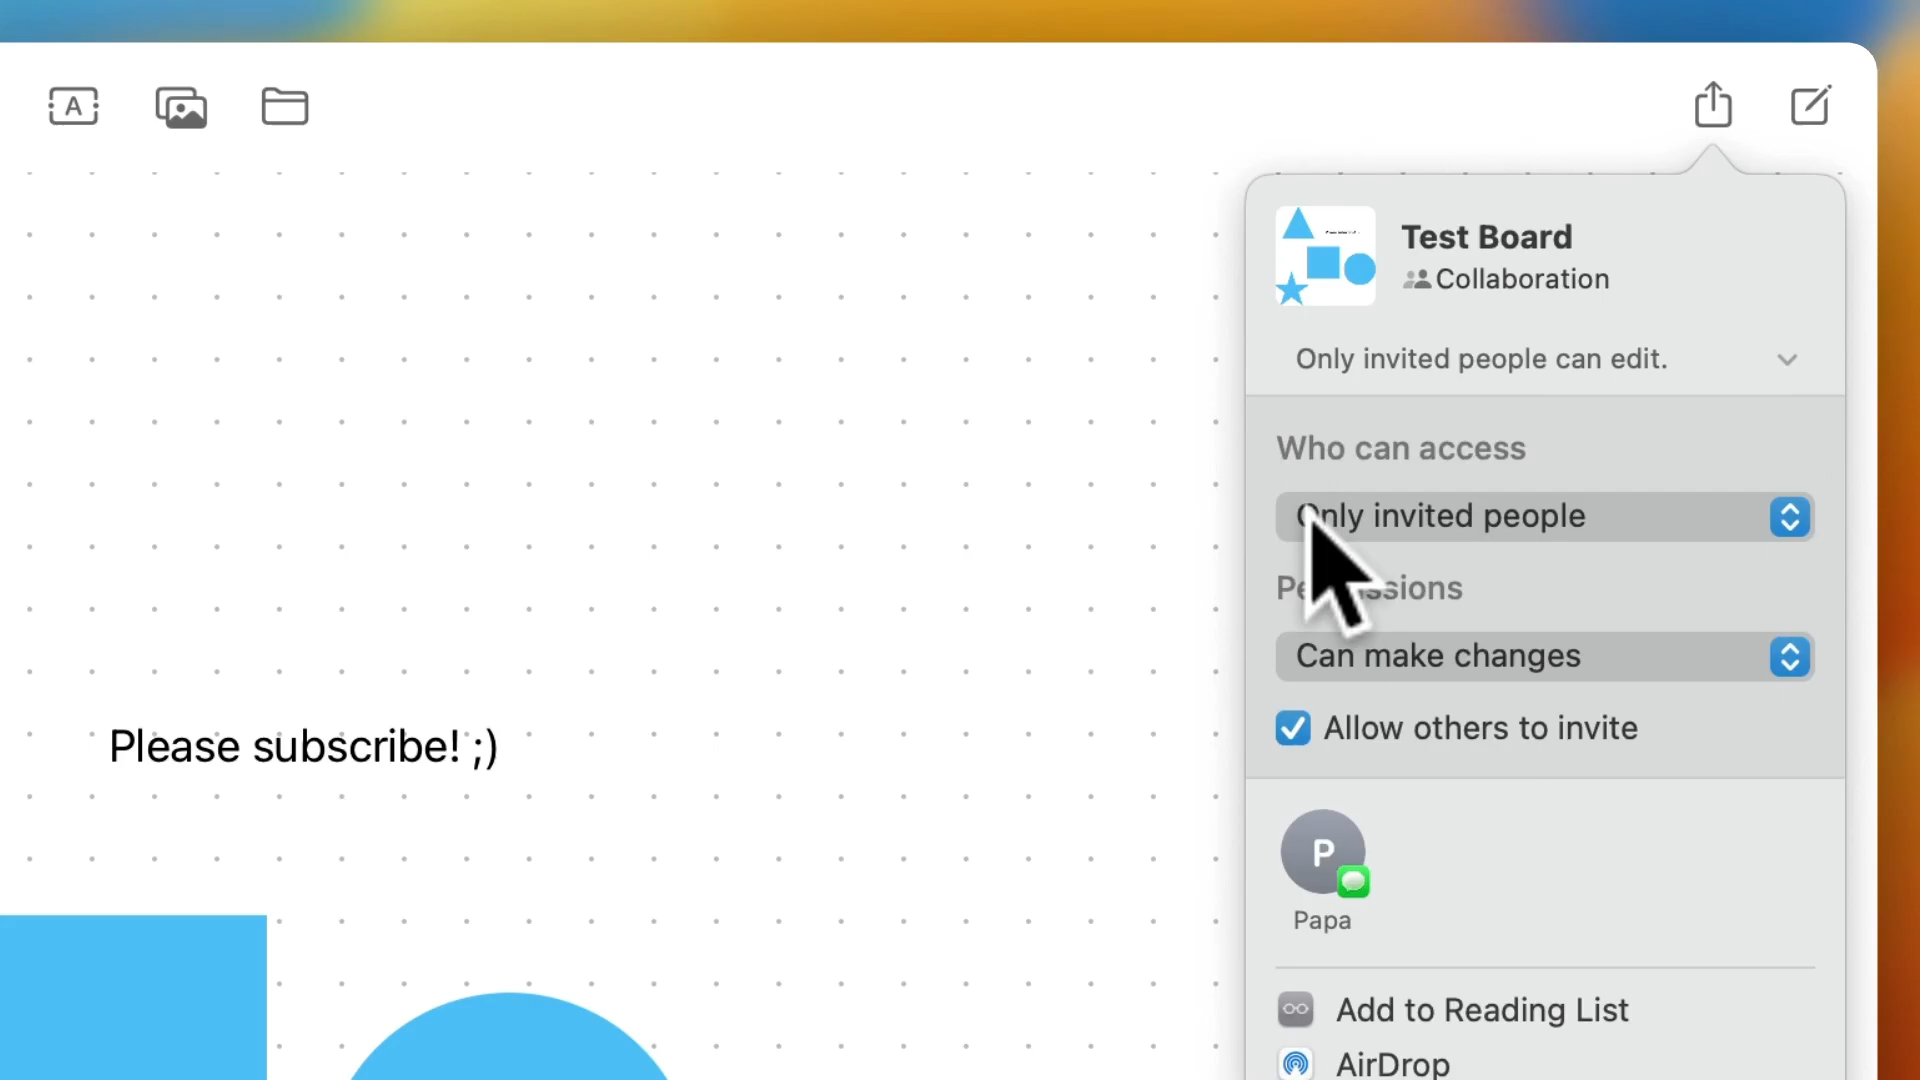 A
Test Board
Collaboration
Only invited people can edit.
Who can access
Only invited people
Permissions
Can make changes
Allow others to invite
Please subscribe! ;)
P
Papa
Add to Reading List
AirDrop